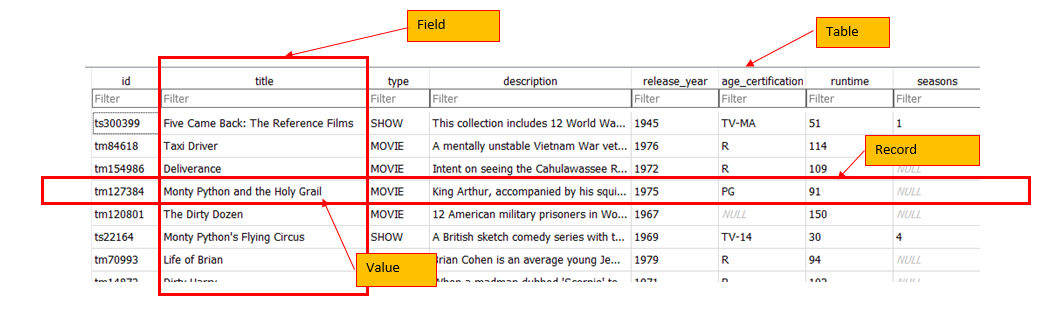 Field
Table
id title type description release_year age_certification runtime seasons
Filter Filter Filter Filter Filter Filter Filter Filter
ts300399 Five Came Back: The Reference Films SHOW This collection includes 12 World Wa... 1945 TV-MA 51 1
tm84618 Taxi Driver MOVIE A mentally unstable Vietnam War vet... 1976 R 114
Record
tm154986 Deliverance MOVIE Intent on seeing the Cahulawassee R... 1972 R 109 NULL
tm127384 Monty Python and the Holy Grail MOVIE King Arthur, accompanied by his squi... 1975 PG 91 NULL
tm120801 The Dirty Dozen MOVIE 12 American military prisoners in Wo... 1967 NULL 150 NULL
ts22164 Monty Python's Flying Circus SHOW A British sketch comedy series with t... 1969 TV-14 30 4
Value
tm70993 Life of Brian Brian Cohen is an average young Je... 1979 R 94 NULL
tm14873 Dirty Harry When a madman dubbed 'Scorpio' to... 1971 R 102 NULL